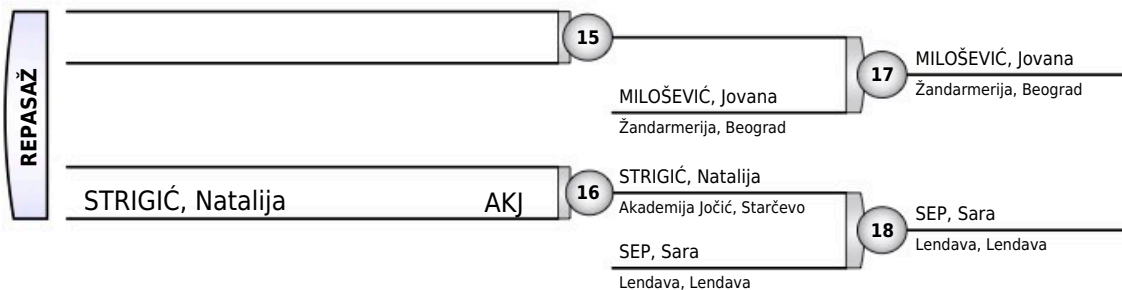 REPASAŽ
15
MILOŠEVIĆ, Jovana
Žandarmerija, Beograd
17
MILOŠEVIĆ, Jovana
Žandarmerija, Beograd
STRIGIĆ, Natalija AKJ
16
STRIGIĆ, Natalija
Akademija Jočić, Starčevo
SEP, Sara
Lendava, Lendava
18
SEP, Sara
Lendava, Lendava